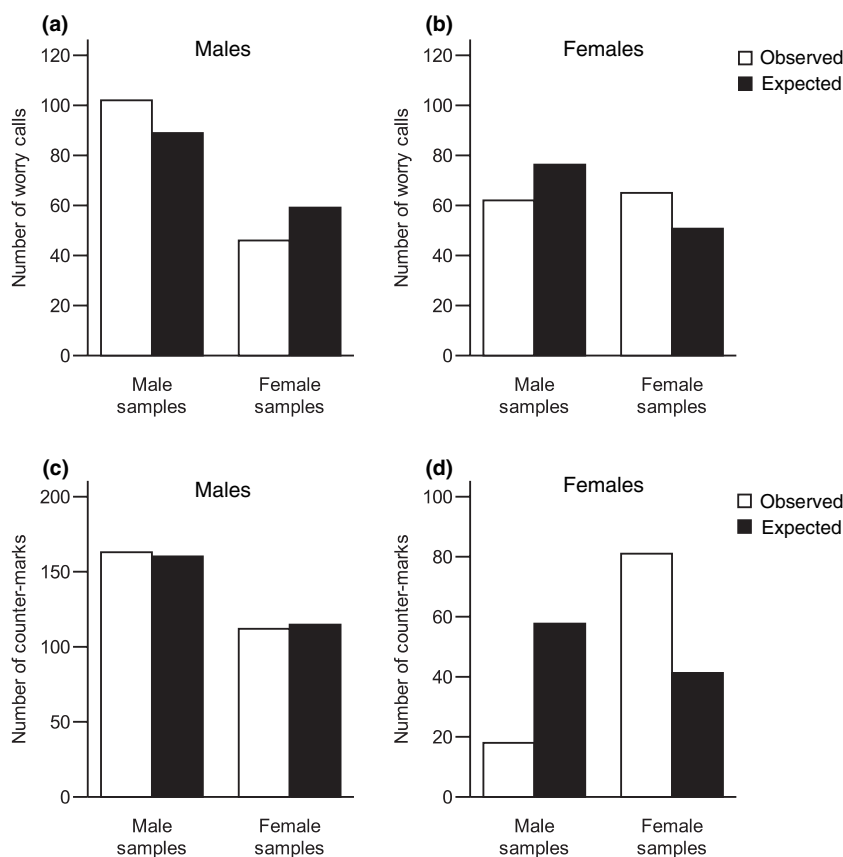 (a)
Males
120
100
80
60
40
20
0
Number of worry calls
Male
samples
Female
samples
(b)
Females
120
100
80
60
40
20
0
Number of worry calls
Male
samples
Female
samples
Observed
Expected
(c)
Males
200
150
100
50
0
Number of counter-marks
Male
samples
Female
samples
(d)
Females
100
80
60
40
20
0
Number of counter-marks
Male
samples
Female
samples
Observed
Expected